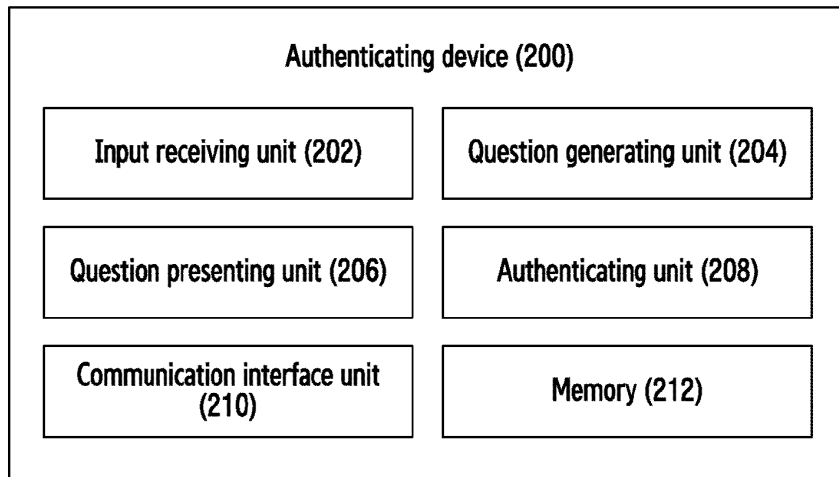 Authenticating device (200)
Input receiving unit (202)
Question generating unit (204)
Question presenting unit (206)
Authenticating unit (208)
Communication interface unit
(210)
Memory (212)